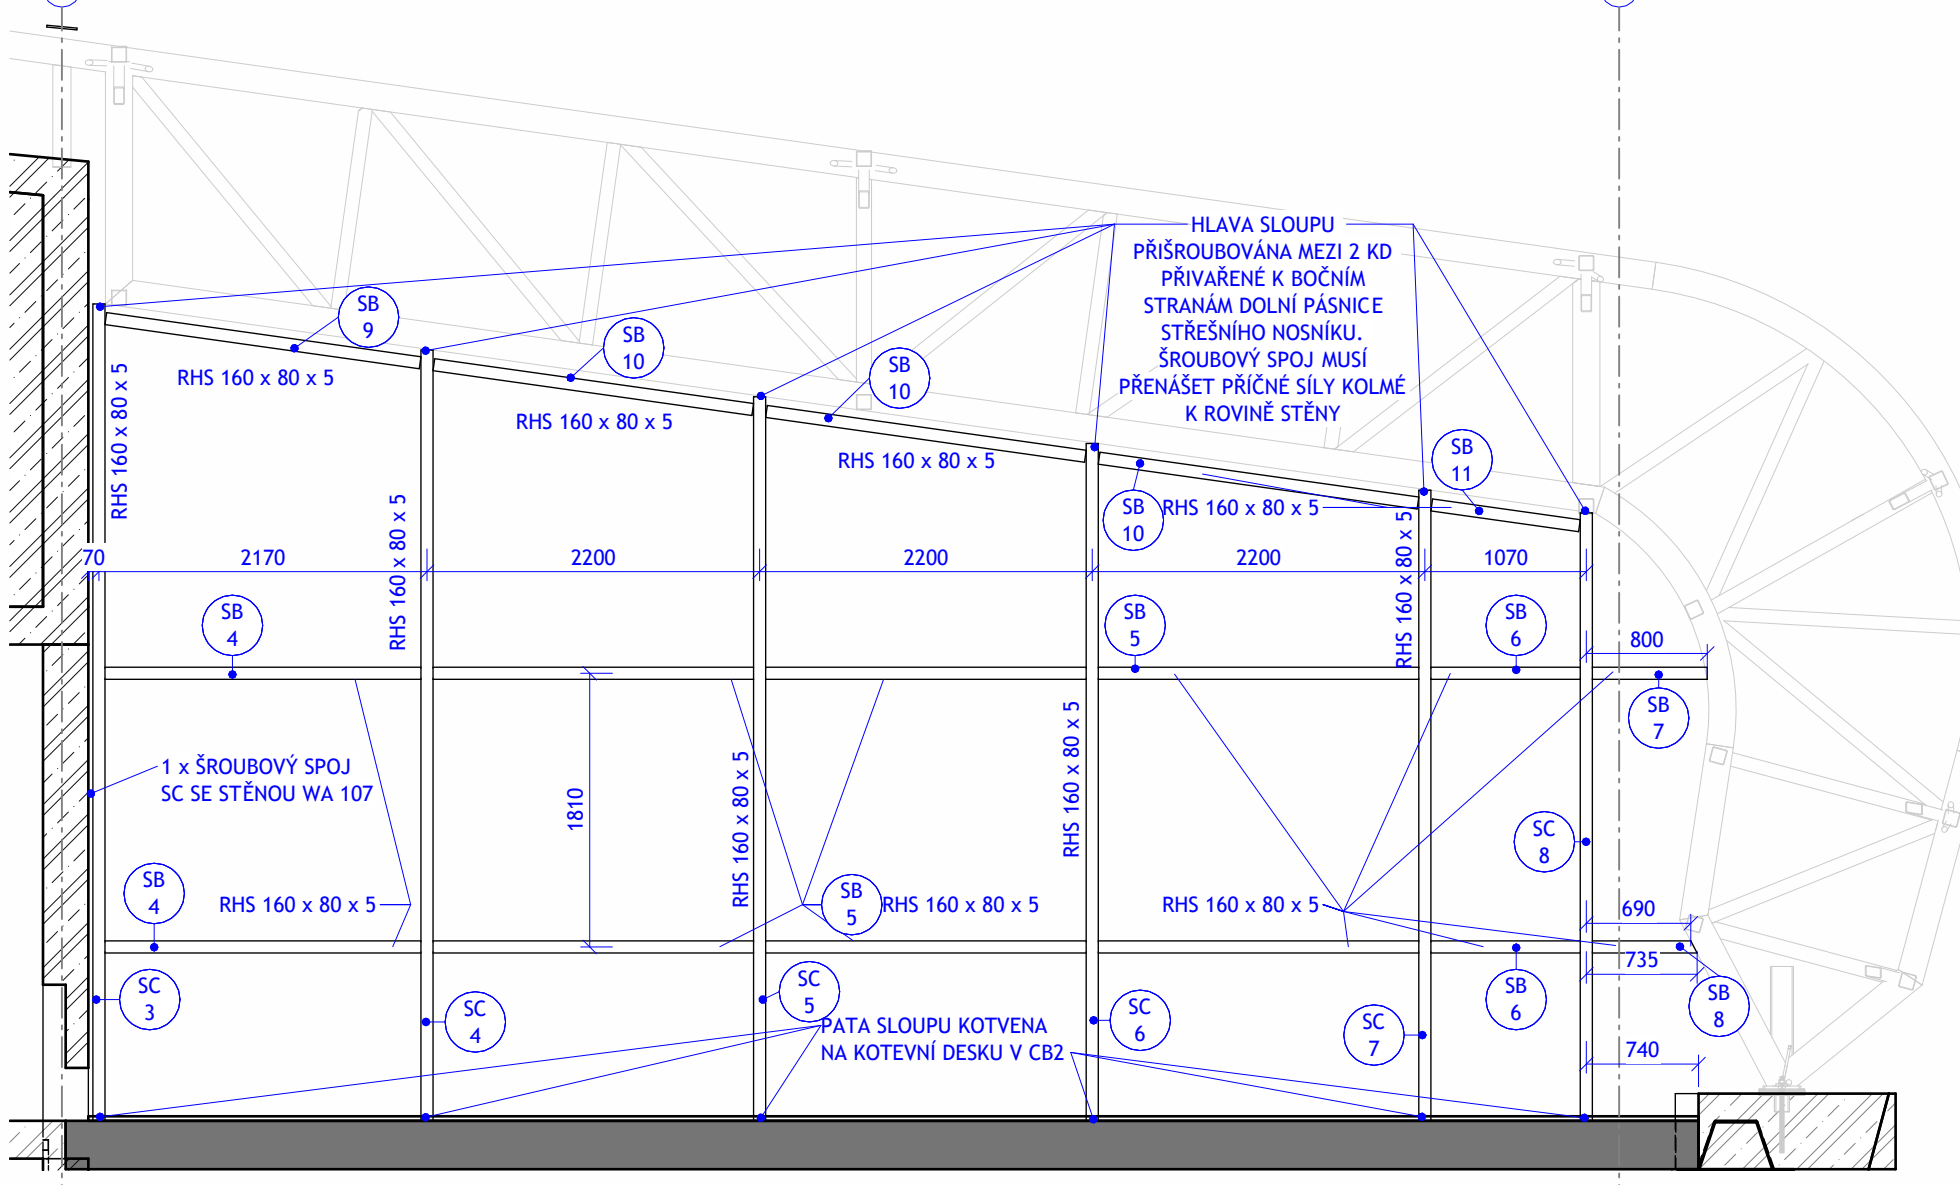 HLAVA SLOUPU
PŘIŠROUBOVÁNA MEZI 2 KD
PŘIVAŘENÉ K BOČNÍM
STRANÁM DOLNÍ PÁSNICE
STŘEŠNÍHO NOSNÍKU.
ŠROUBOVÝ SPOJ MUSÍ
PŘENÁŠET PŘÍČNÉ SÍLY KOLMÉ
K ROVINĚ STĚNY
SB
9
SB
10
SB
10
SB
11
SB
10
RHS 160 x 80 x 5
RHS 160 x 80 x 5
RHS 160 x 80 x 5
RHS 160 x 80 x 5
RHS 160 x 80 x 5
RHS 160 x 80 x 5
RHS 160 x 80 x 5
70
2170
2200
2200
2200
1070
SB
4
SB
5
SB
6
800
SB
7
1 x ŠROUBOVÝ SPOJ
SC SE STĚNOU WA 107
1810
RHS 160 x 80 x 5
RHS 160 x 80 x 5
SC
8
SB
4
RHS 160 x 80 x 5
SB
5
RHS 160 x 80 x 5
RHS 160 x 80 x 5
690
735
SC
3
SC
4
SC
5
SC
6
SC
7
SB
6
SB
8
PATA SLOUPU KOTVENA
NA KOTEVNÍ DESKU V CB2
740